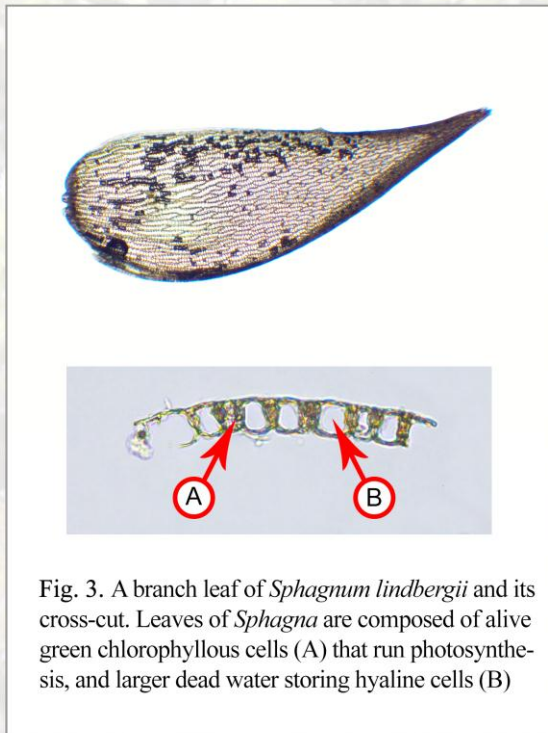 A
B
Fig. 3. A branch leaf of Sphagnum lindbergii and its
cross-cut. Leaves of Sphagna are composed of alive
green chlorophyllous cells (A) that run photosynthe-
sis, and larger dead water storing hyaline cells (B)